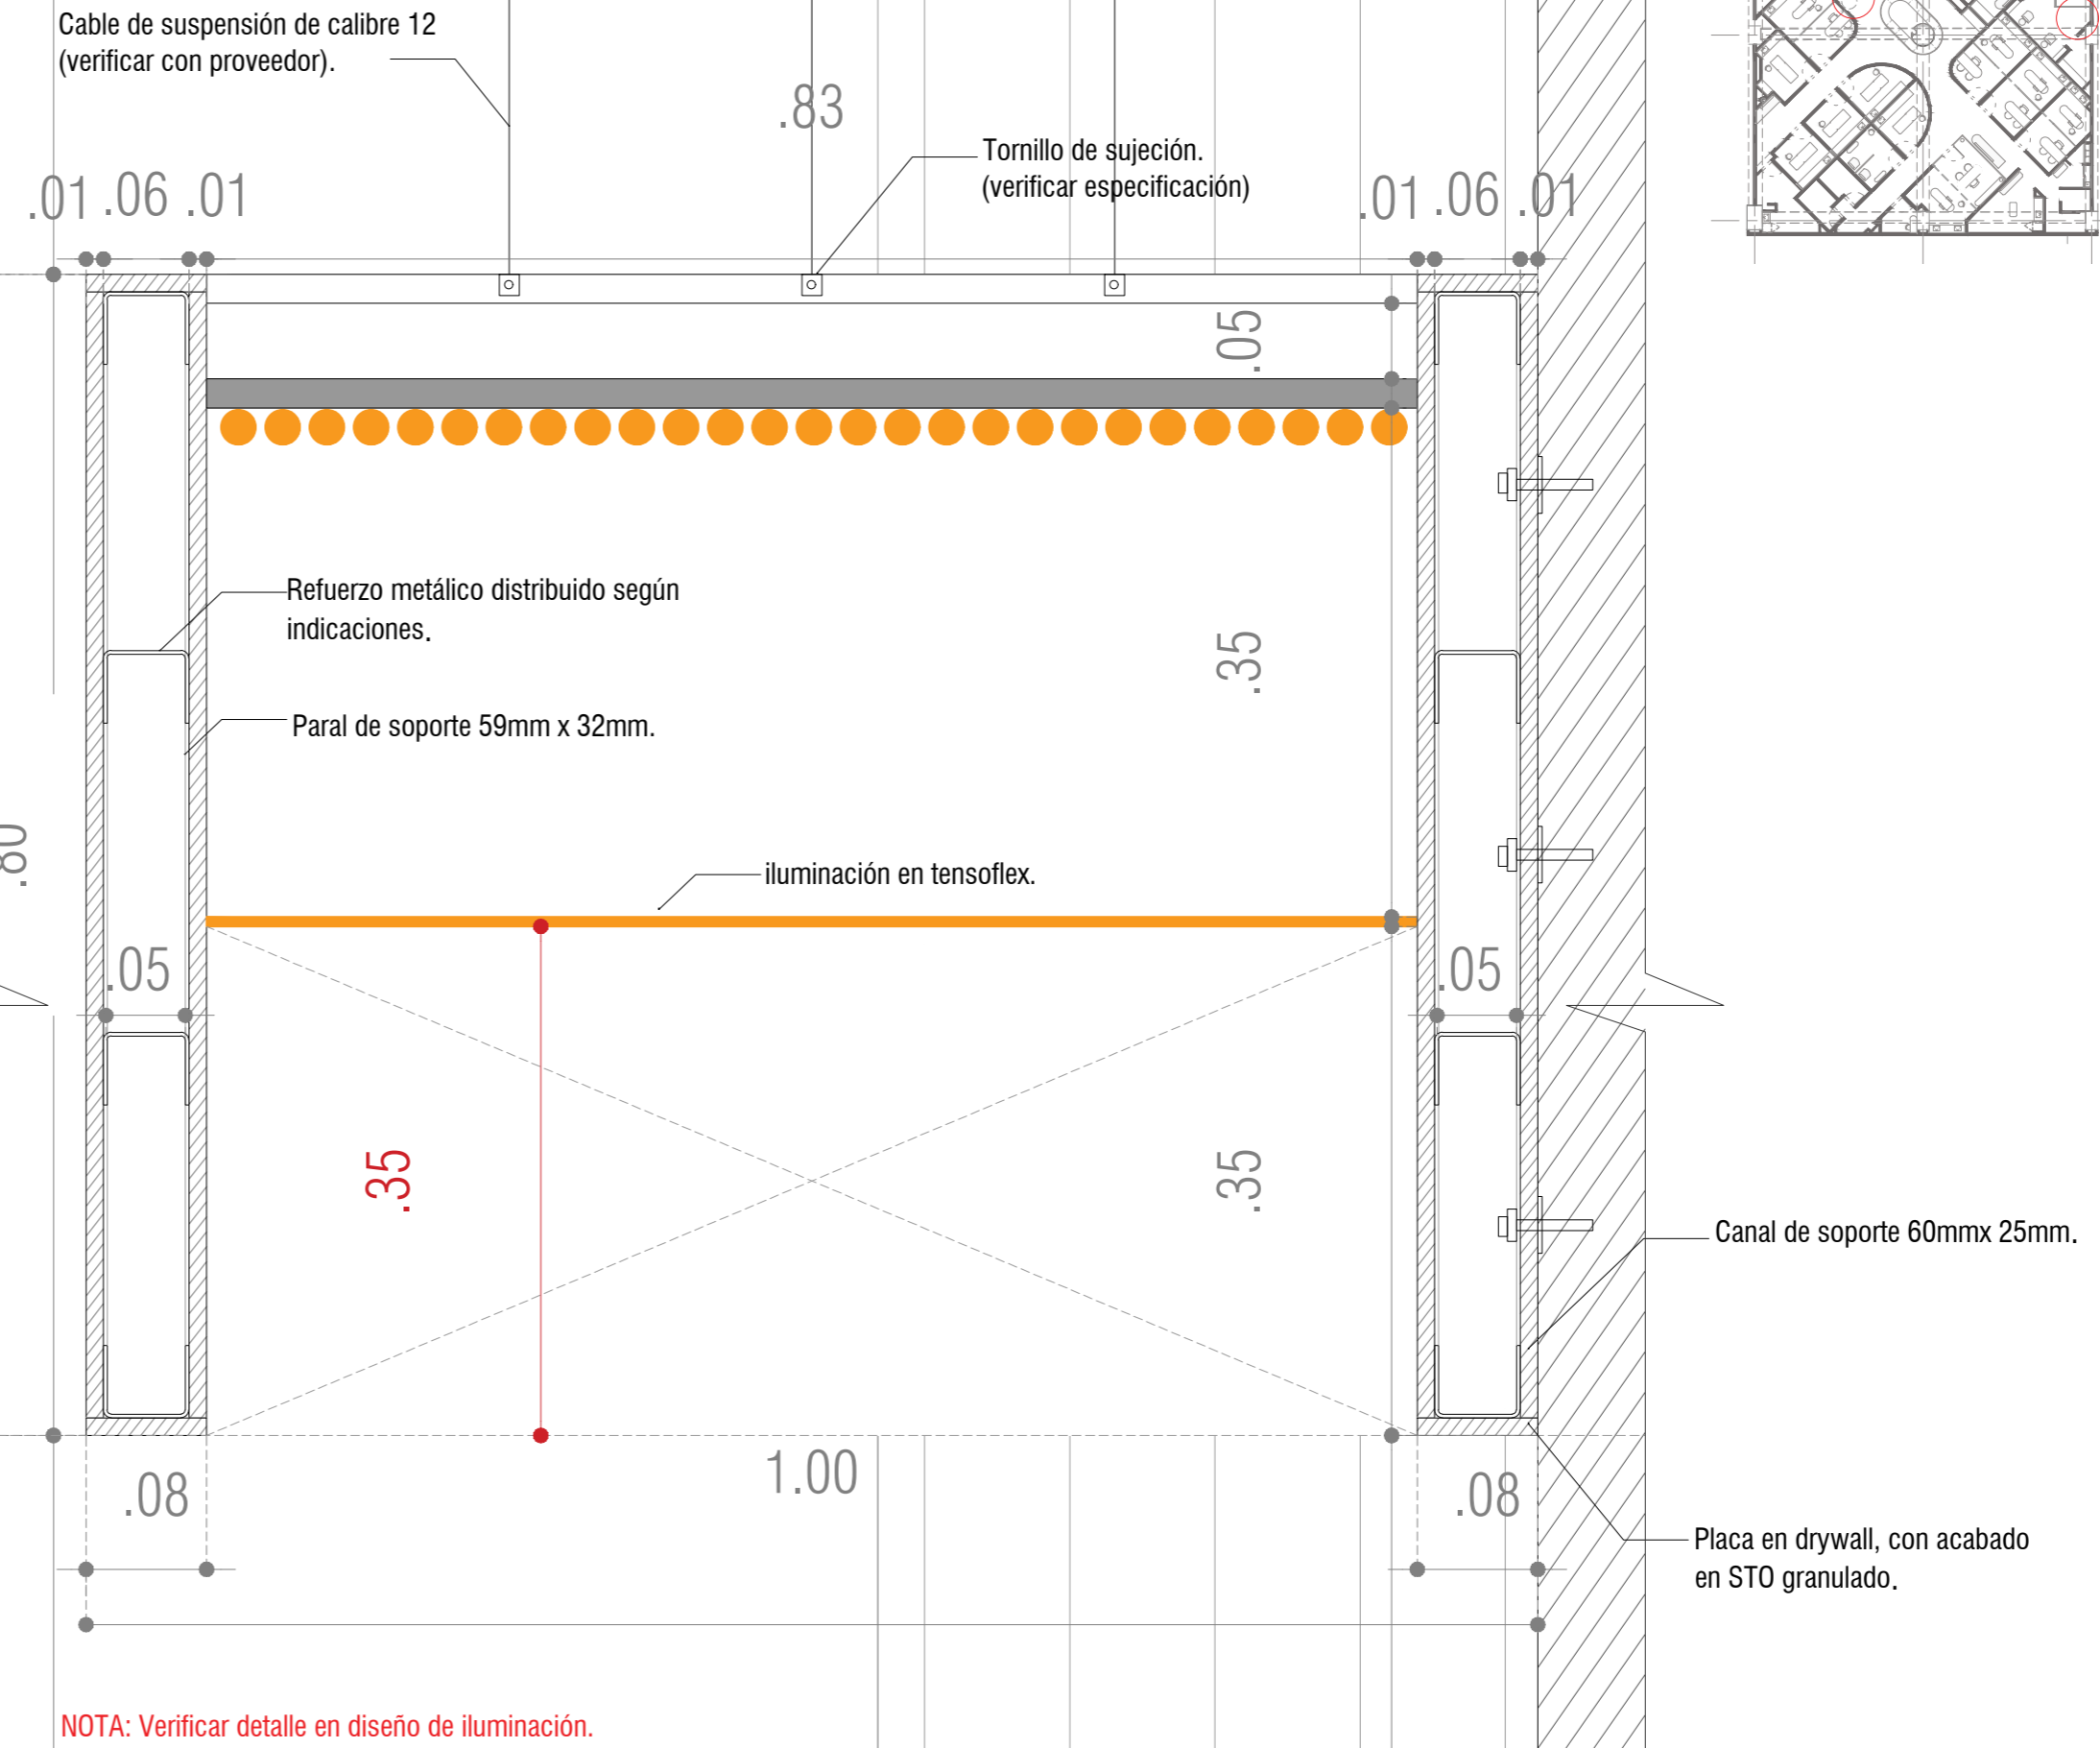 Cable de suspensión de calibre 12
(verificar con proveedor).
.83
Tornillo de sujeción.
(verificar especificación)
.01 .06 .01
.01 .06 .01
.05
Refuerzo metálico distribuido según
indicaciones.
.35
Paral de soporte 59mm x 32mm.
.80
iluminación en tensoflex.
.05
.05
.35
.35
Canal de soporte 60mmx 25mm.
1.00
.08
.08
Placa en drywall, con acabado
en STO granulado.
NOTA: Verificar detalle en diseño de iluminación.